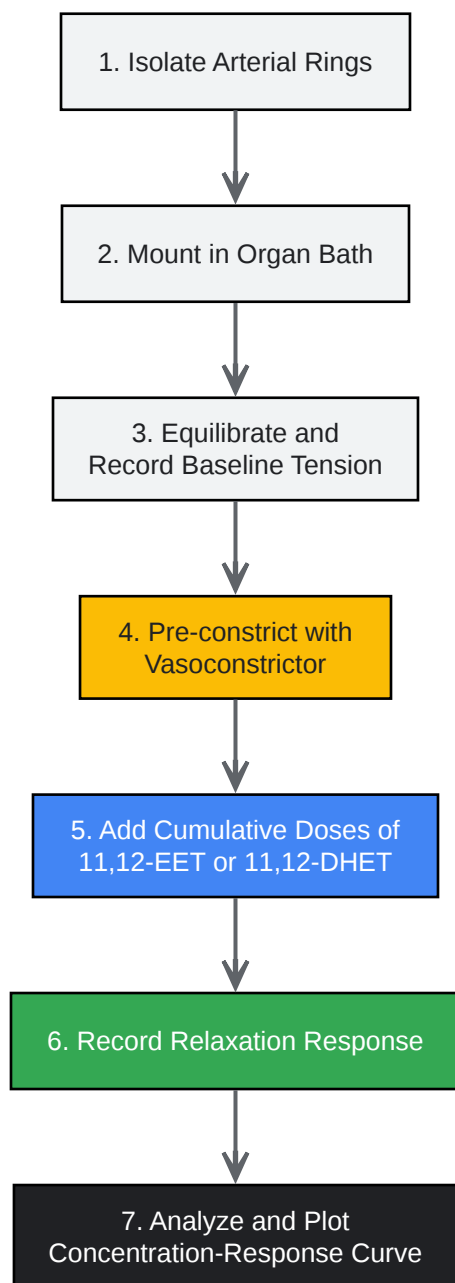 1. Isolate Arterial Rings
2. Mount in Organ Bath
3. Equilibrate and
Record Baseline Tension
4. Pre-constrict with
Vasoconstrictor
5. Add Cumulative Doses of
11,12-EET or 11,12-DHET
6. Record Relaxation Response
7. Analyze and Plot
Concentration-Response Curve